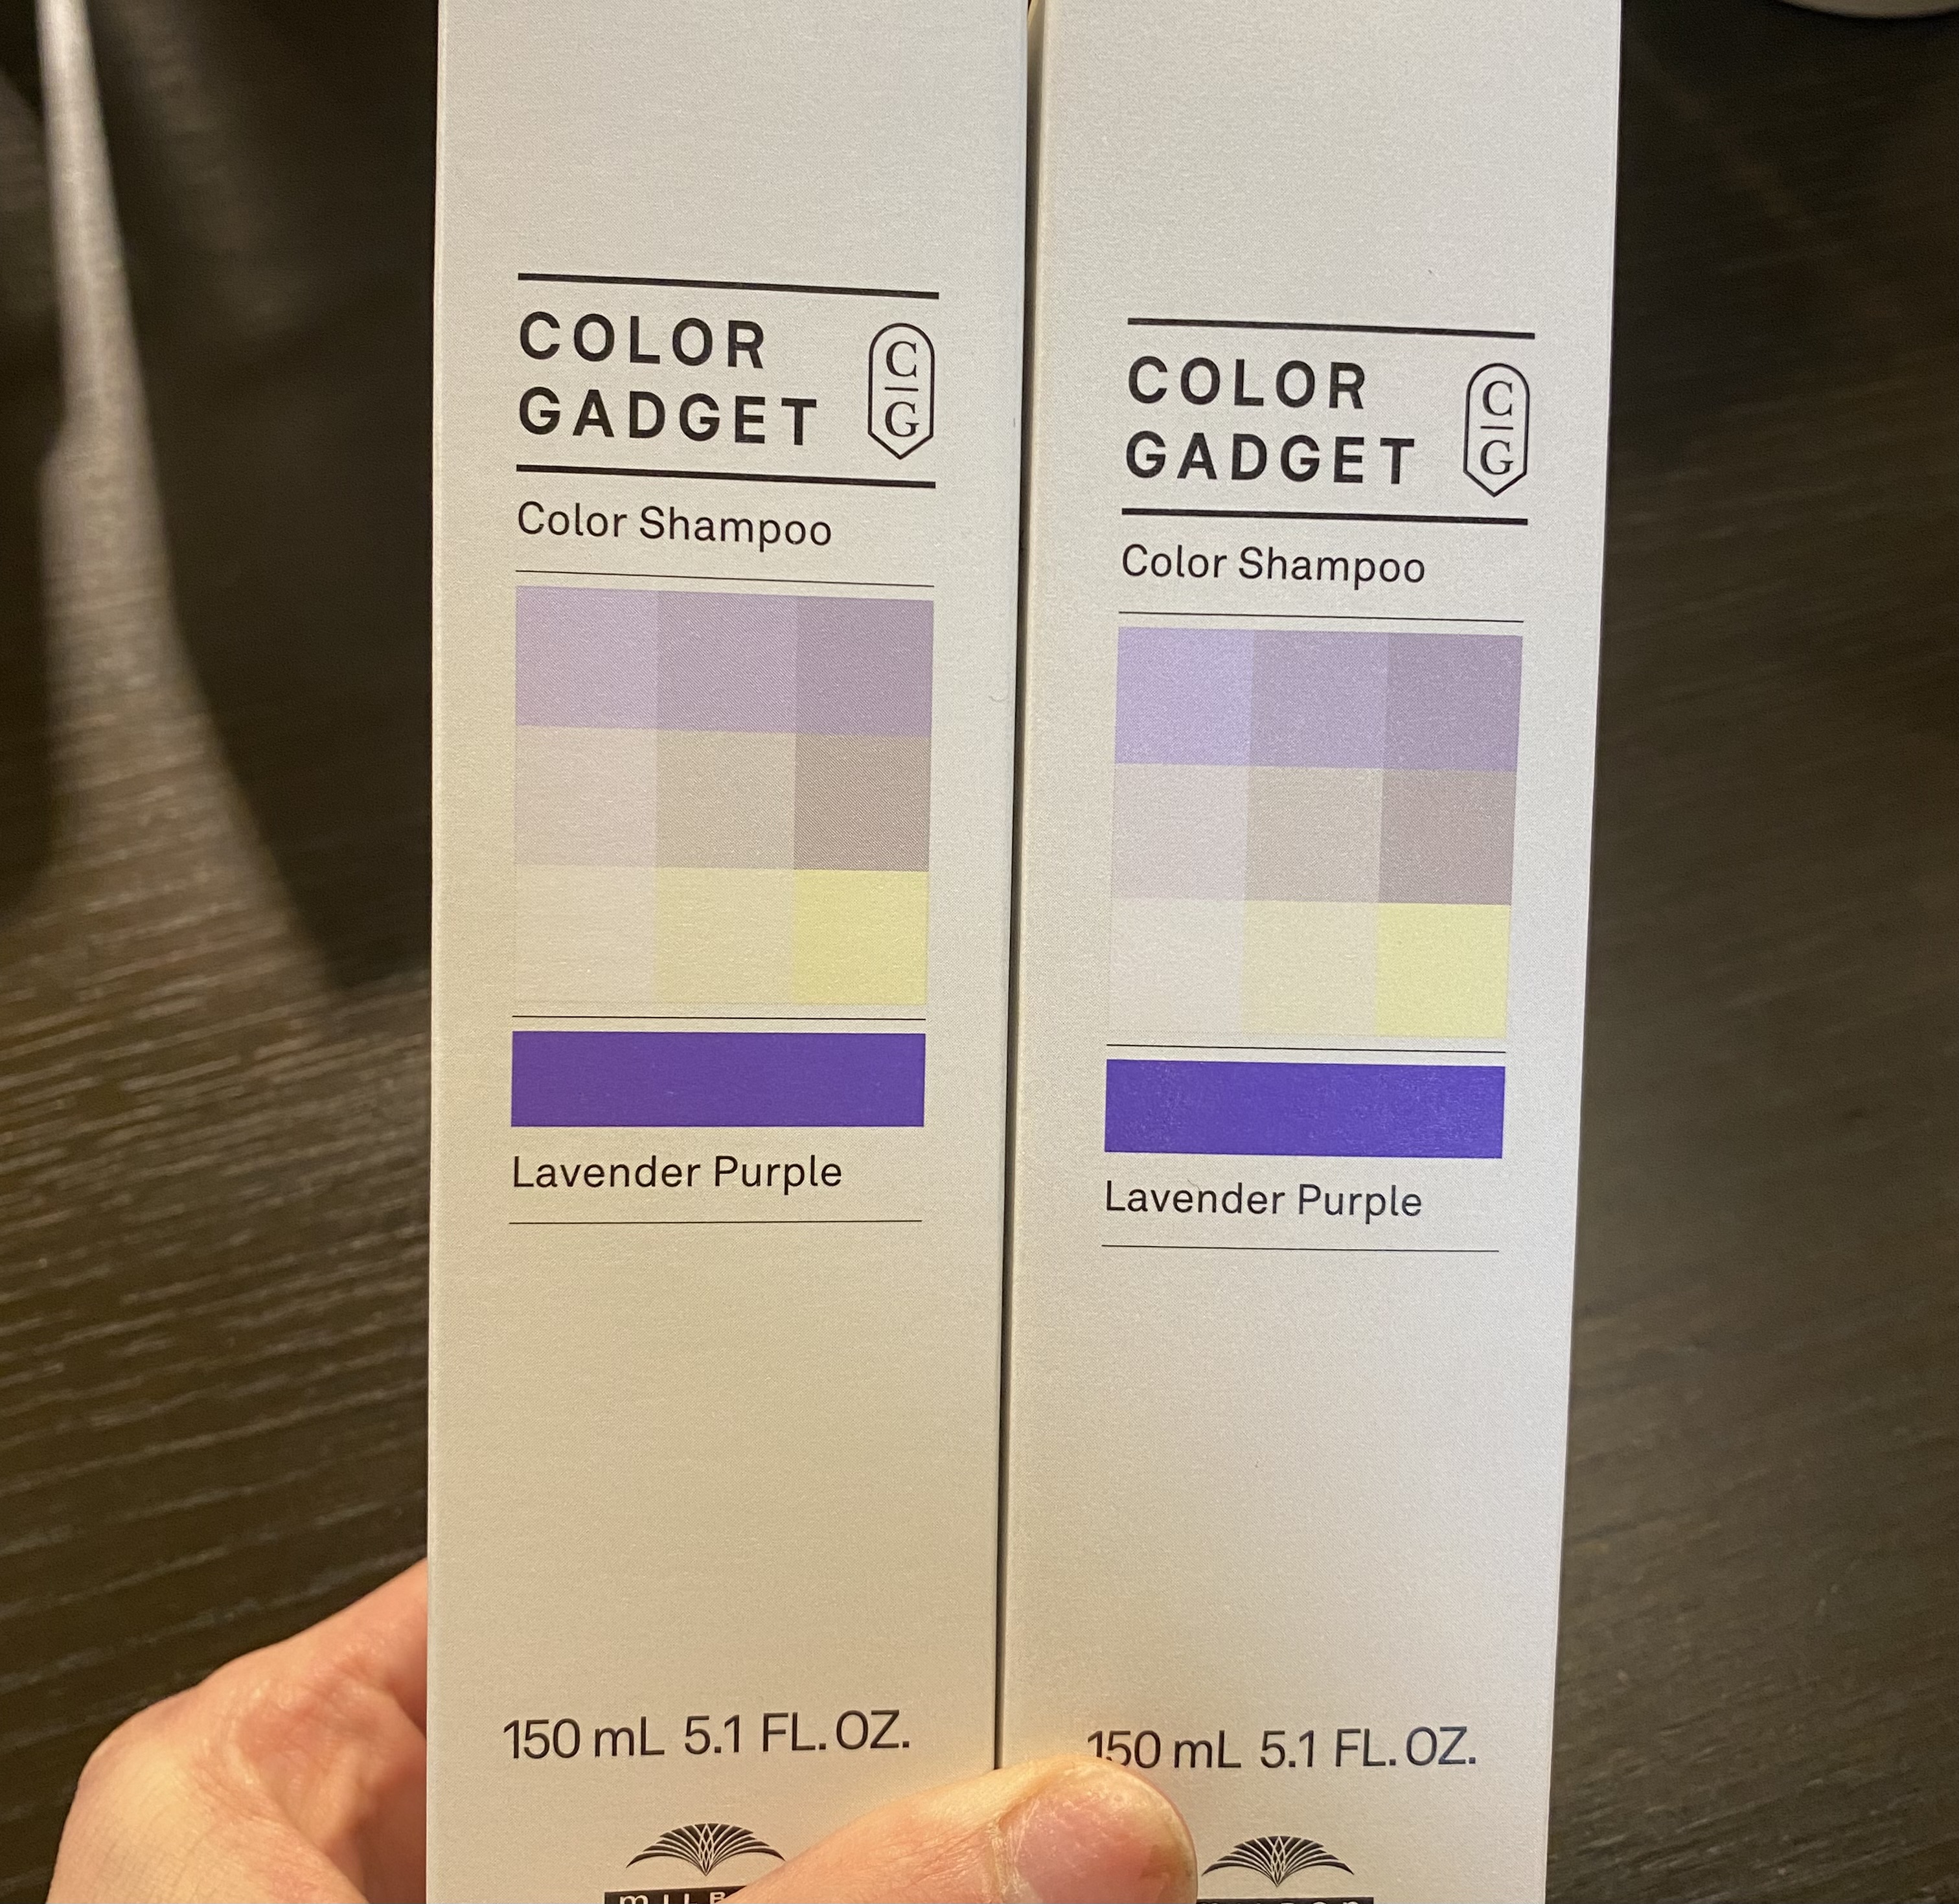 COLOR
GADGET
C
G
Color Shampoo
Lavender Purple
150 mL 5.1 FL. OZ.
COLOR
GADGET
C
G
Color Shampoo
Lavender Purple
150 mL 5.1 FL. OZ.